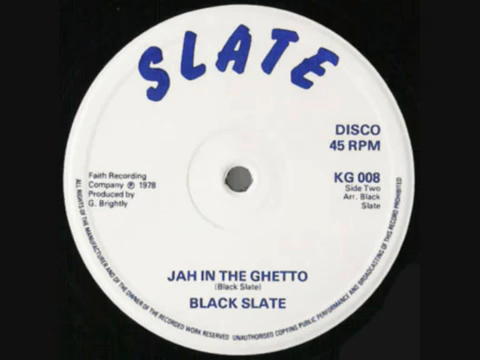 SLATE
DISCO
45 RPM
Faith Recording
Company ℗ 1978
Produced by
G. Brightly
KG 008
Side Two
Arr. Black
Slate
JAH IN THE GHETTO
(Black Slate)
BLACK SLATE
ALL RIGHTS OF THE MANUFACTURER AND OF THE OWNER OF THE RECORDED WORK RESERVED UNAUTHORISED COPYING PUBLIC PERFORMANCE AND BROADCASTING OF THIS RECORD PROHIBITED